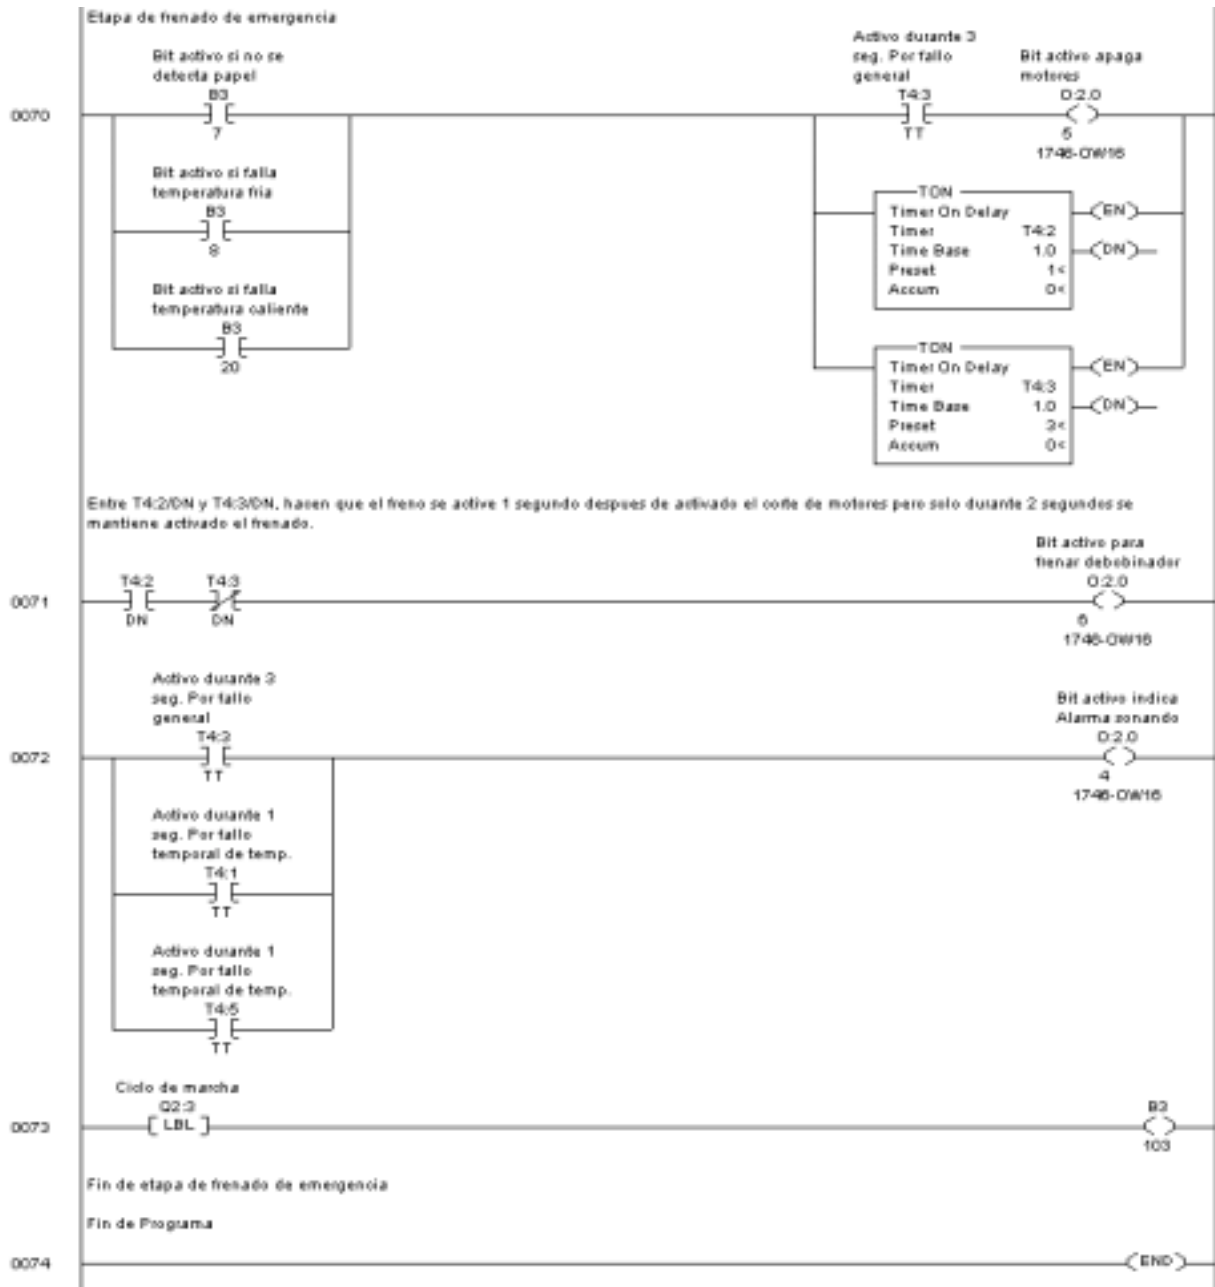 Etapa de frenado de emergencia
Bit activo si no se
detecta papel
B3
7
Activo durante 3
seg. Por fallo
general
T4:3
TT
Bit activo apaga
motores
O:2.0
5
1746-OW16
0070
Bit activo si falla
temperatura fria
B3
8
TON
Timer On Delay
Timer T4:2
Time Base 1.0
Preset 1<
Accum 0<
EN
DN
Bit activo si falla
temperatura caliente
B3
20
TON
Timer On Delay
Timer T4:3
Time Base 1.0
Preset 3<
Accum 0<
EN
DN
Entre T4:2/DN y T4:3/DN, hacen que el freno se active 1 segundo despues de activado el corte de motores pero solo durante 2 segundos se
mantiene activado el frenado.
Bit activo para
frenar debobinador
O:2.0
6
1746-OW16
0071
T4:2
DN
T4:3
DN
Activo durante 3
seg. Por fallo
general
T4:3
TT
Bit activo indica
Alarma sonando
O:2.0
4
1746-OW16
0072
Activo durante 1
seg. Por fallo
temporal de temp.
T4:1
TT
Activo durante 1
seg. Por fallo
temporal de temp.
T4:5
TT
Ciclo de marcha
Q2:3
LBL
0073
B3
103
Fin de etapa de frenado de emergencia
Fin de Programa
0074
END